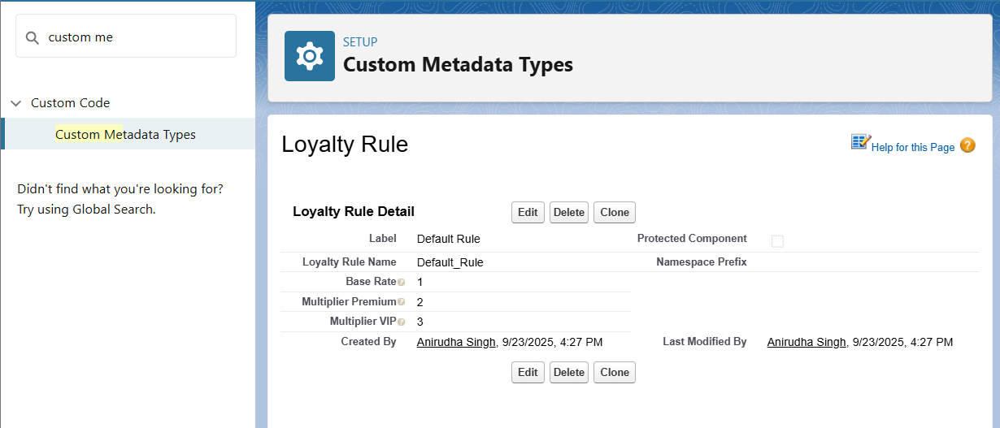 custom me
Custom Code
Custom Metadata Types
Didn't find what you're looking for?
Try using Global Search.
SETUP
Custom Metadata Types
Loyalty Rule
Help for this Page ?
Loyalty Rule Detail Edit Delete Clone
Label Default Rule Protected Component
Loyalty Rule Name Default_Rule Namespace Prefix
Base Rate ? 1
Multiplier Premium ? 2
Multiplier VIP ? 3
Created By Anirudha Singh, 9/23/2025, 4:27 PM Last Modified By Anirudha Singh, 9/23/2025, 4:27 PM
Edit Delete Clone